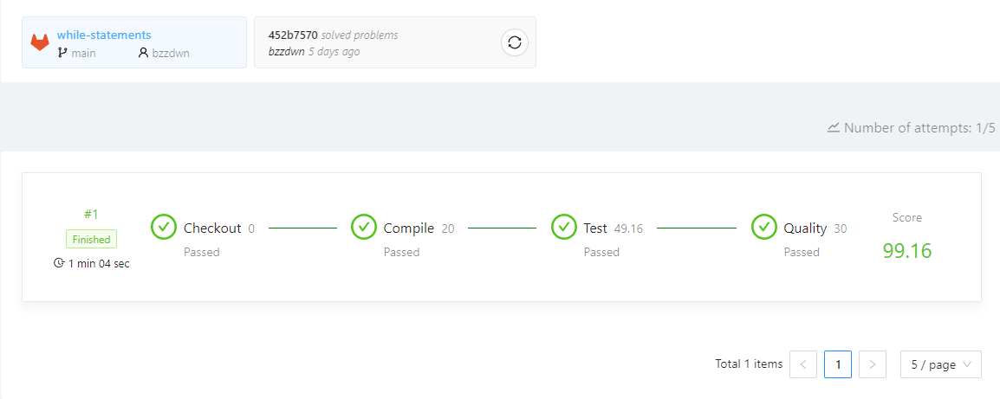 while-statements
main bzzdwn
452b7570 solved problems
bzzdwn 5 days ago
Number of attempts: 1/5
#1
Finished
1 min 04 sec
Checkout 0
Passed
Compile 20
Passed
Test 49.16
Passed
Quality 30
Passed
Score
99.16
Total 1 items < 1 > 5 / page